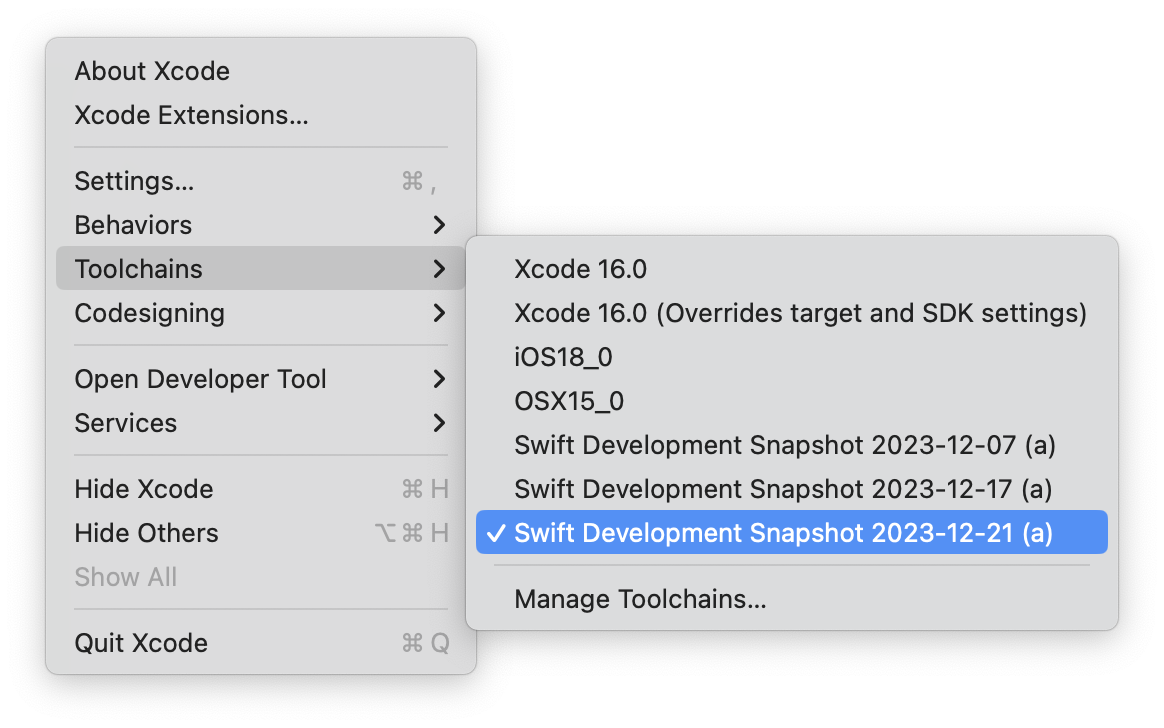 About Xcode
Xcode Extensions...
Settings... ⌘ ,
Behaviors
Toolchains
Codesigning
Open Developer Tool
Services
Hide Xcode ⌘ H
Hide Others ⌥ ⌘ H
Show All
Quit Xcode ⌘ Q
Xcode 16.0
Xcode 16.0 (Overrides target and SDK settings)
iOS18_0
OSX15_0
Swift Development Snapshot 2023-12-07 (a)
Swift Development Snapshot 2023-12-17 (a)
✓ Swift Development Snapshot 2023-12-21 (a)
Manage Toolchains...